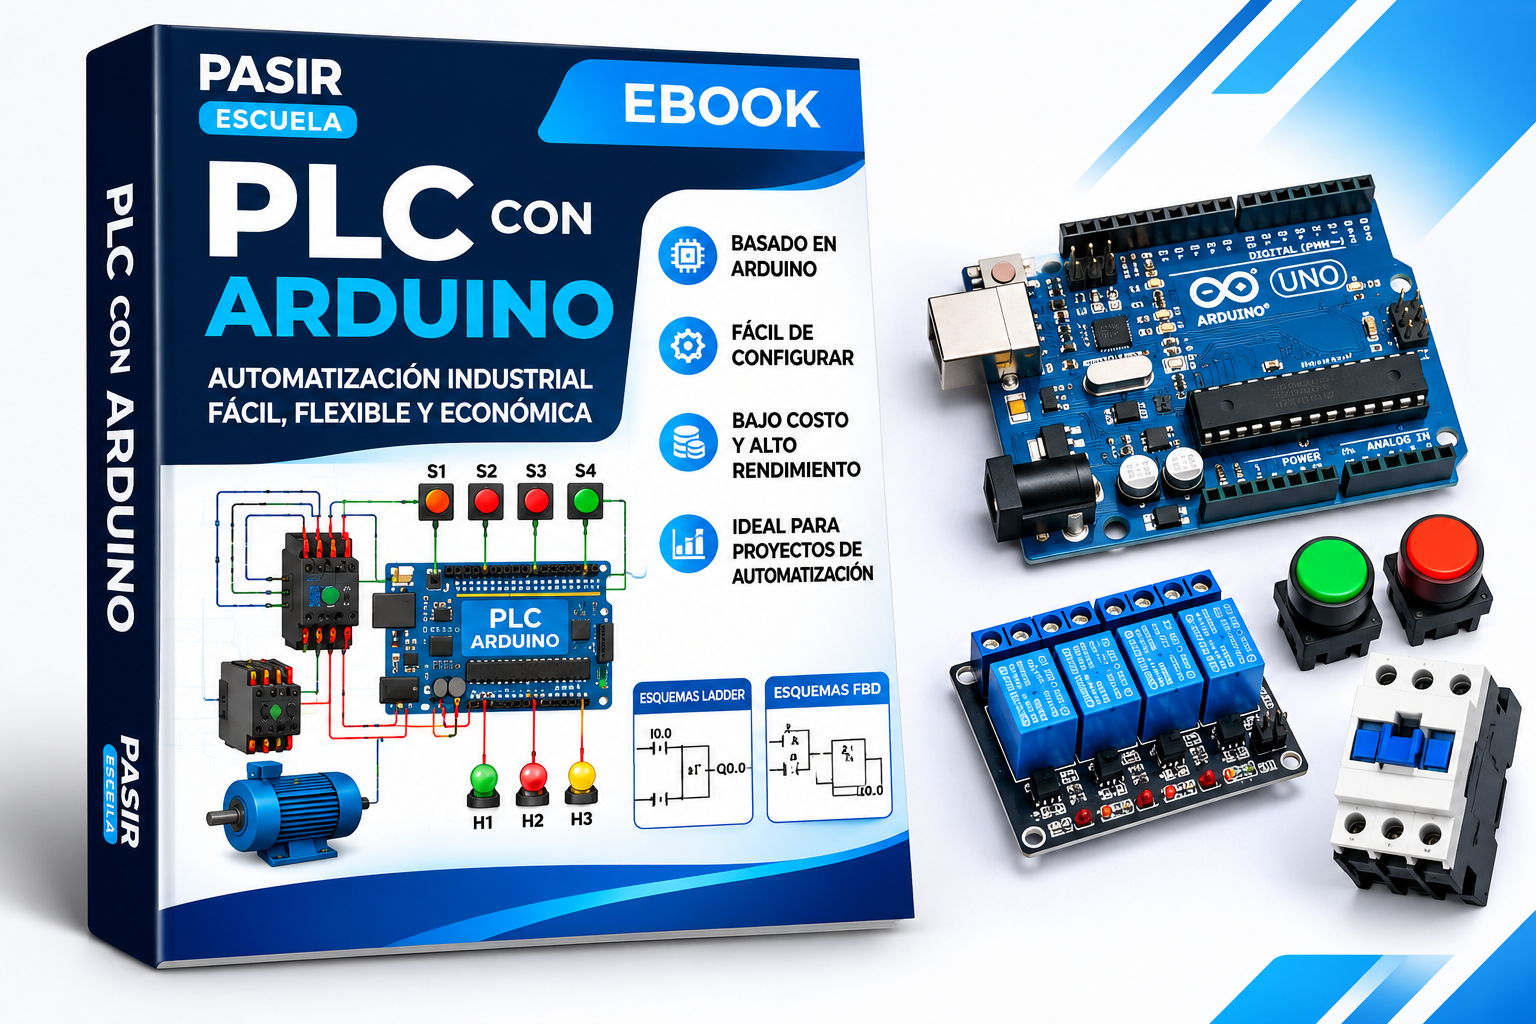 PASIR
ESCUELA
EBOOK
PLC CON
ARDUINO
AUTOMATIZACIÓN INDUSTRIAL
FÁCIL, FLEXIBLE Y ECONÓMICA
BASADO EN
ARDUINO
FÁCIL DE
CONFIGURAR
BAJO COSTO
Y ALTO
RENDIMIENTO
IDEAL PARA
PROYECTOS DE
AUTOMATIZACIÓN
S1 S2 S3 S4
PLC
ARDUINO
H1 H2 H3
ESQUEMAS LADDER
I0.0
Q0.0
ESQUEMAS FBD
PLC CON ARDUINO
PASIR
ESCEILA
DIGITAL (PHH~)
UNO
ARDUINO
POWER
ANALOG IN